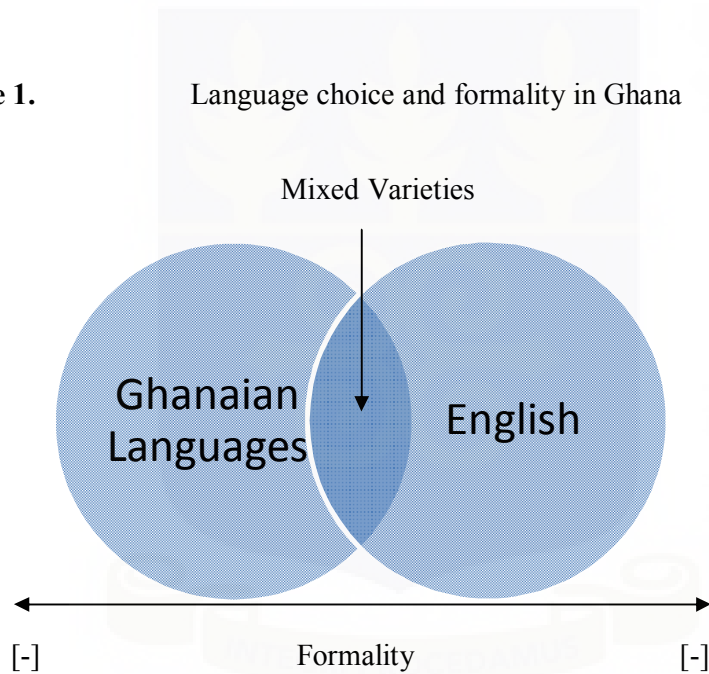 e 1. Language choice and formality in Ghana
Mixed Varieties
Ghanaian
Languages
English
[-] Formality [-]